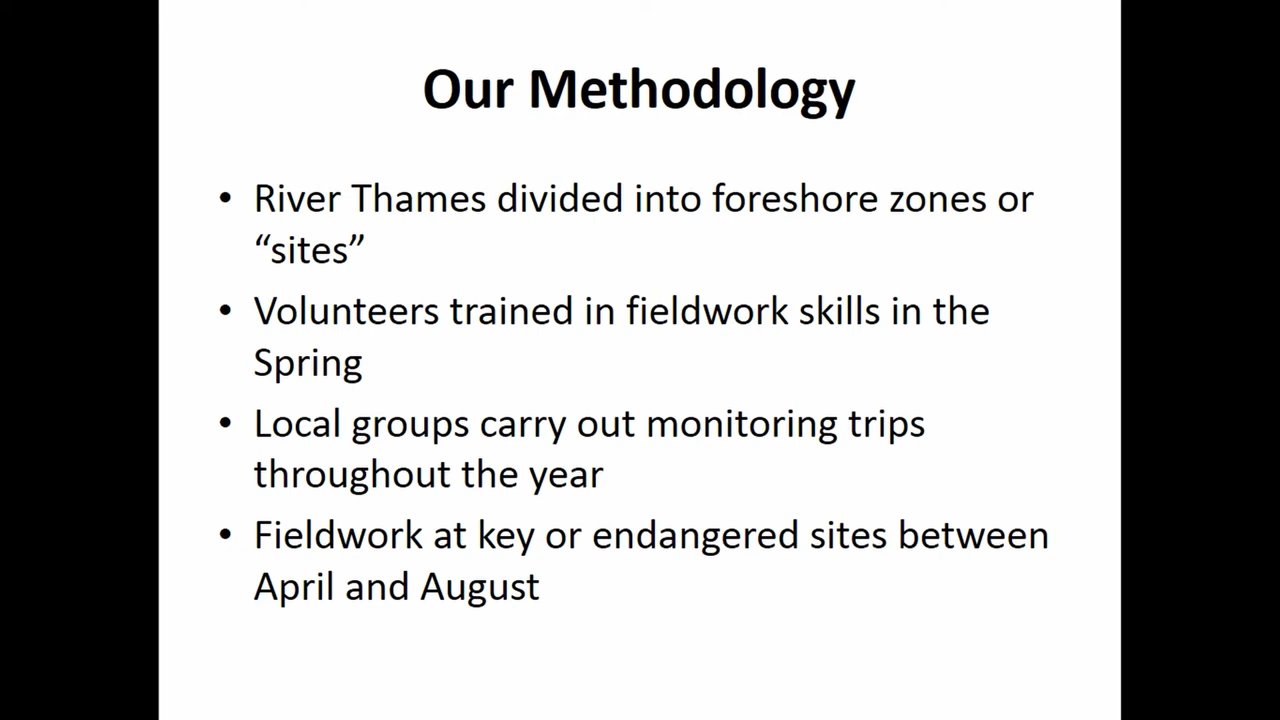 Our Methodology
• River Thames divided into foreshore zones or
“sites”
• Volunteers trained in fieldwork skills in the
Spring
• Local groups carry out monitoring trips
throughout the year
• Fieldwork at key or endangered sites between
April and August